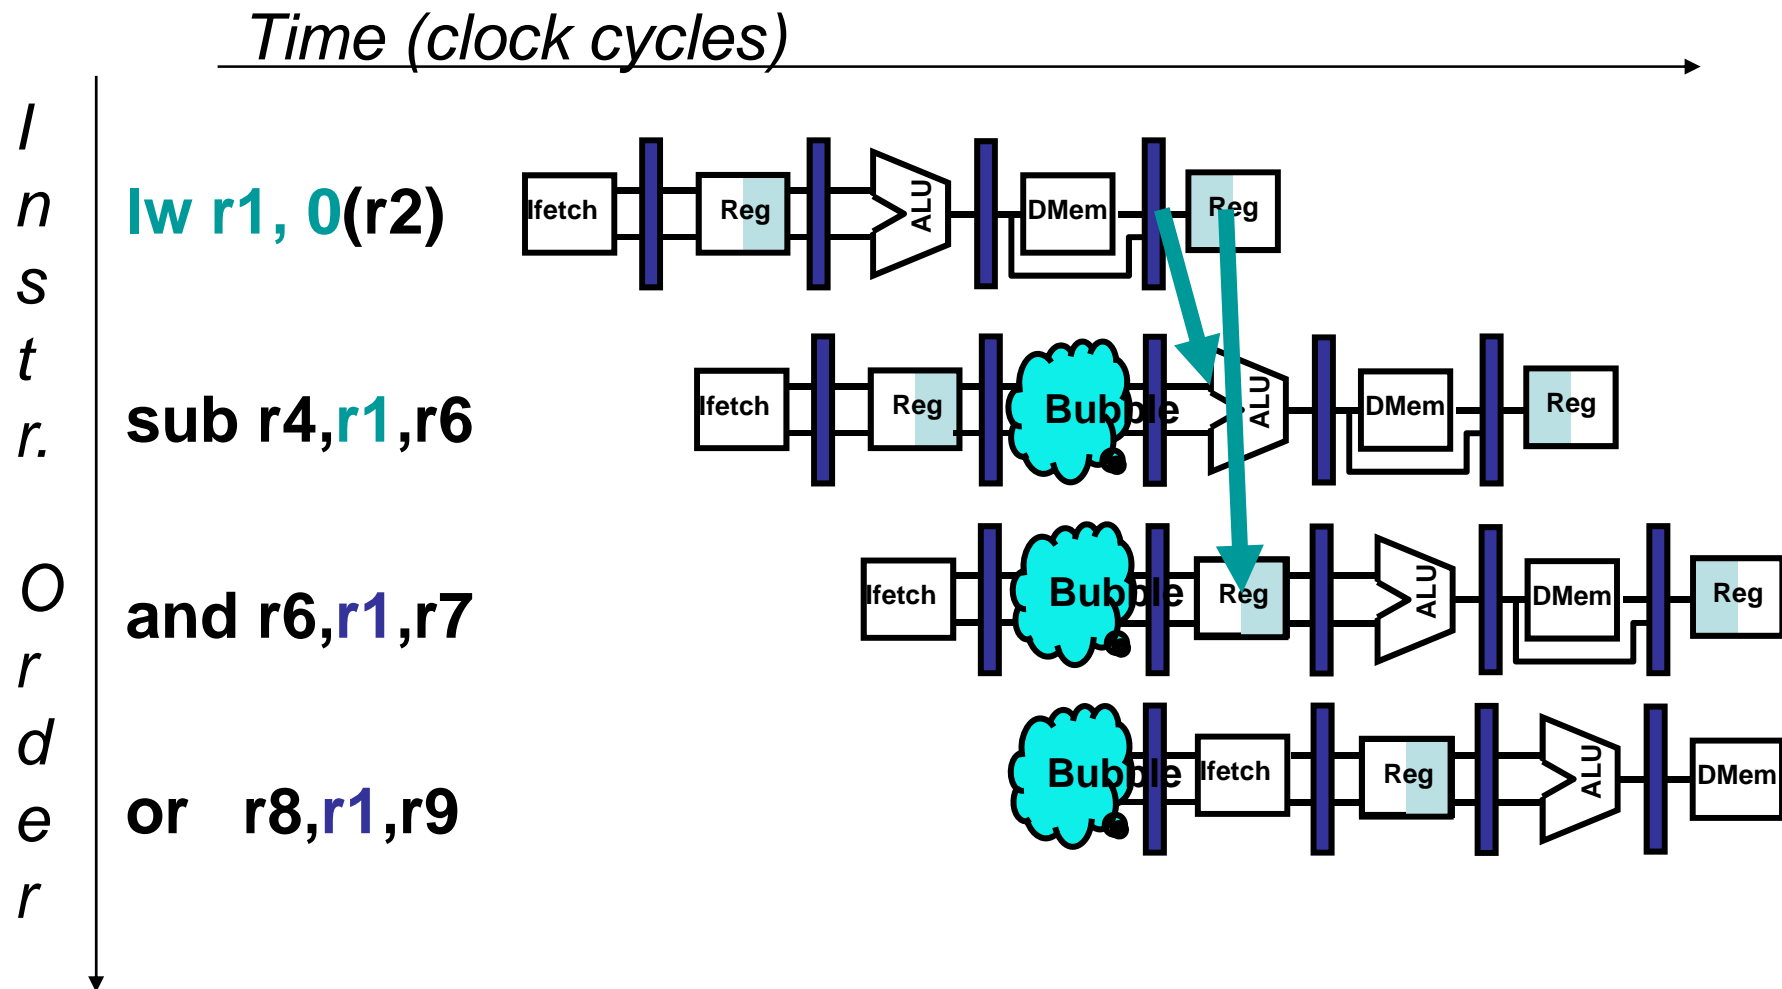 Time (clock cycles)
Instr. Order
lw r1, 0(r2)
Ifetch Reg ALU DMem Reg
sub r4,r1,r6
Ifetch Reg Bubble ALU DMem Reg
and r6,r1,r7
Ifetch Bubble Reg ALU DMem Reg
or r8,r1,r9
Bubble Ifetch Reg ALU DMem